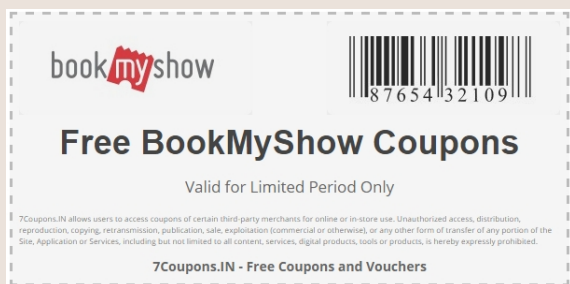 bookmyshow
87654 32109
Free BookMyShow Coupons
Valid for Limited Period Only
7Coupons.IN allows users to access coupons of certain third-party merchants for online or in-store use. Unauthorized access, distribution,
reproduction, copying, retransmission, publication, sale, exploitation (commercial or otherwise), or any other form of transfer of any portion of the
Site, Application or Services, including but not limited to all content, services, digital products, tools or products, is hereby expressly prohibited.
7Coupons.IN - Free Coupons and Vouchers